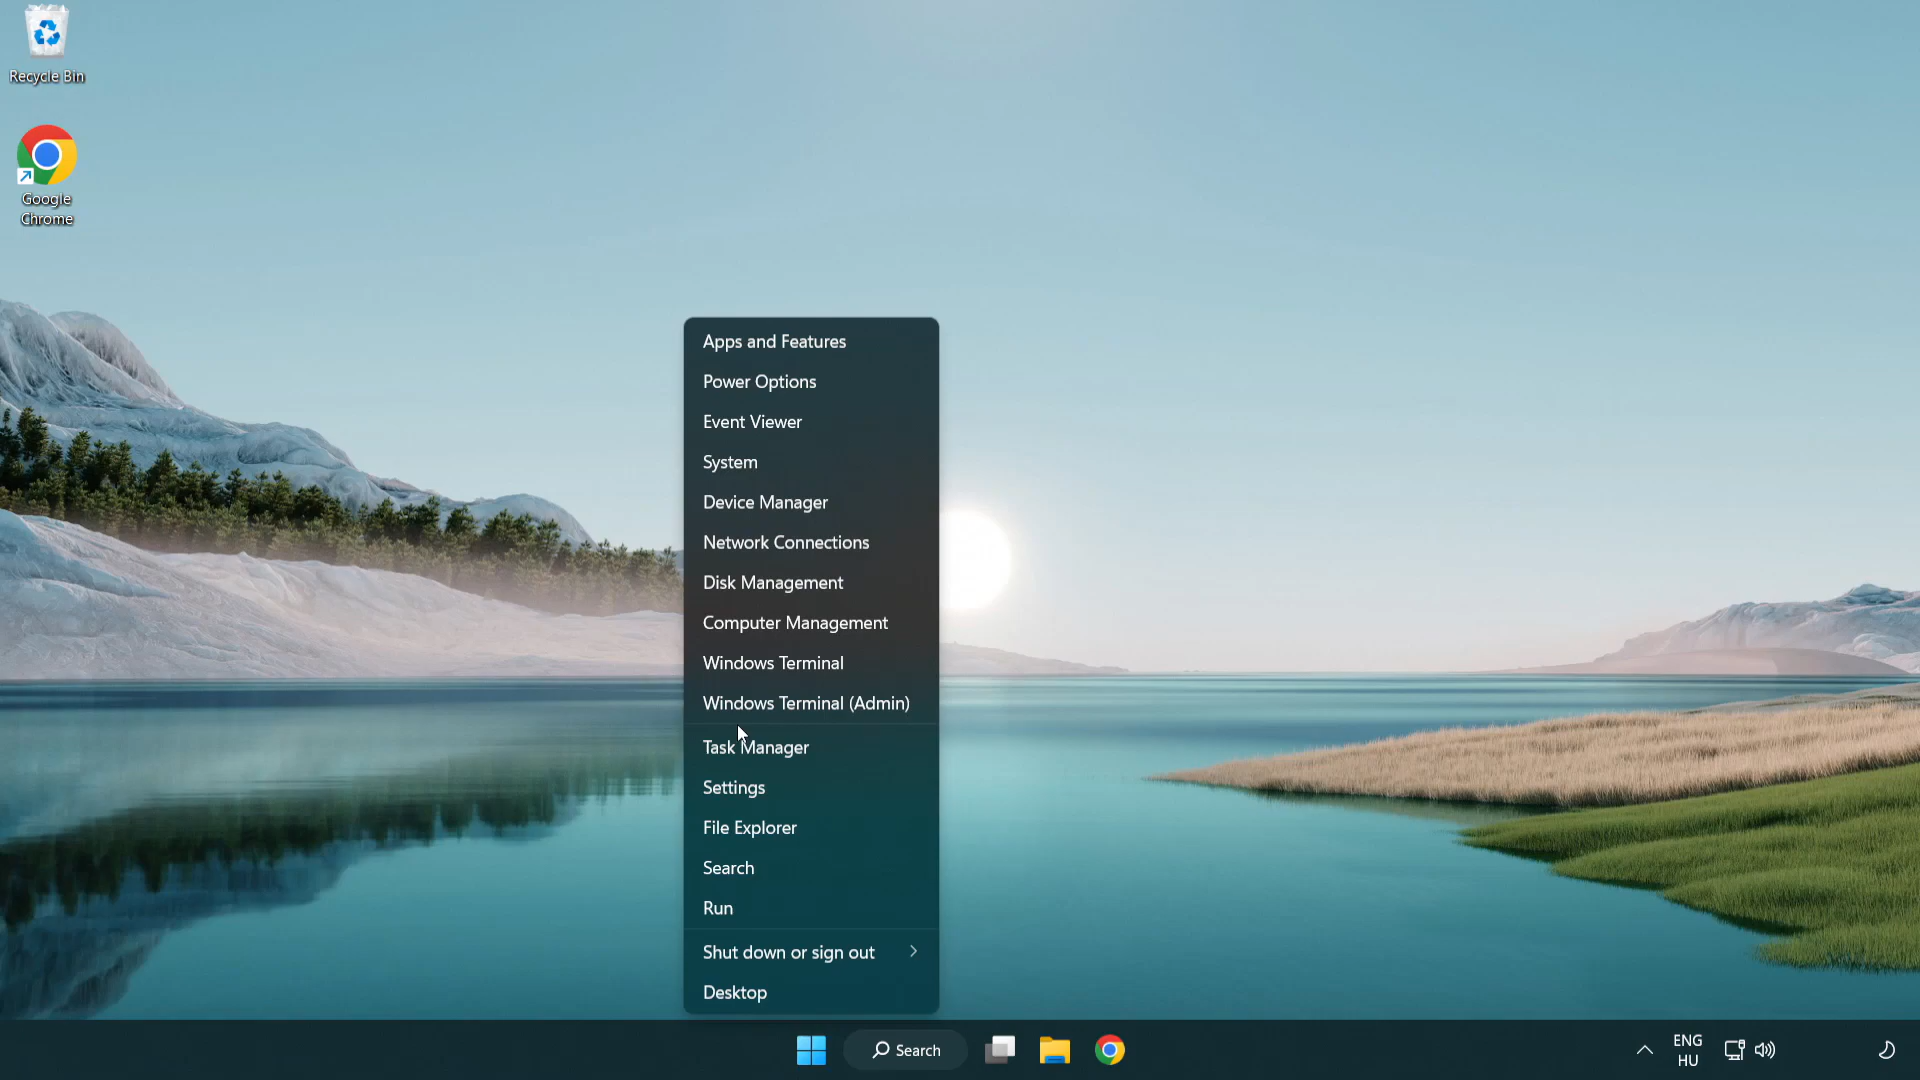 Recycle Bin
Google
Chrome
Apps and Features
Power Options
Event Viewer
System
Device Manager
Network Connections
Disk Management
Computer Management
Windows Terminal
Windows Terminal (Admin)
Task Manager
Settings
File Explorer
Search
Run
Shut down or sign out
Desktop
Search
ENG
HU